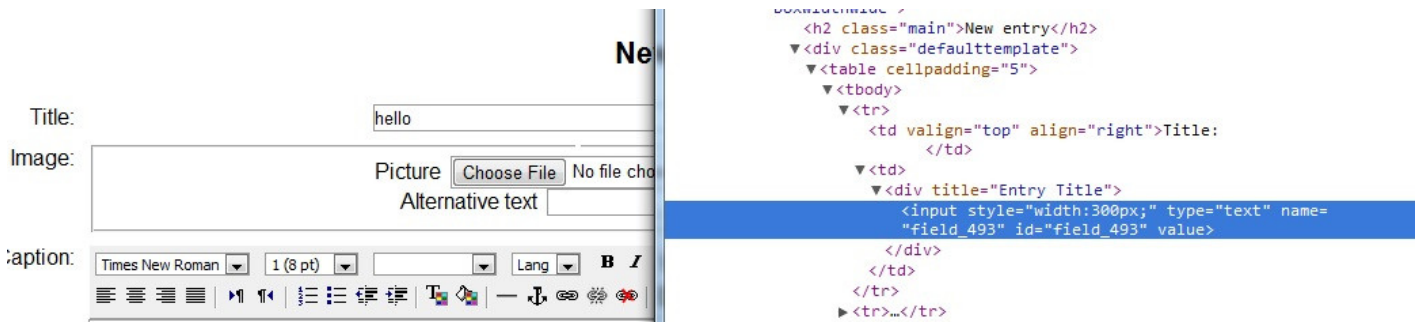 Ne
Title:
hello
Image:
Picture Choose File No file cho
Alternative text
Caption:
Times New Roman 1 (8 pt) Lang B I
<h2 class="main">New entry</h2>
▼<div class="defaulttemplate">
▼<table cellpadding="5">
▼<tbody>
▼<tr>
<td valign="top" align="right">Title:
</td>
▼<td>
▼<div title="Entry Title">
<input style="width:300px;" type="text" name=
"field_493" id="field_493" value>
</div>
</td>
</tr>
▶<tr>…</tr>